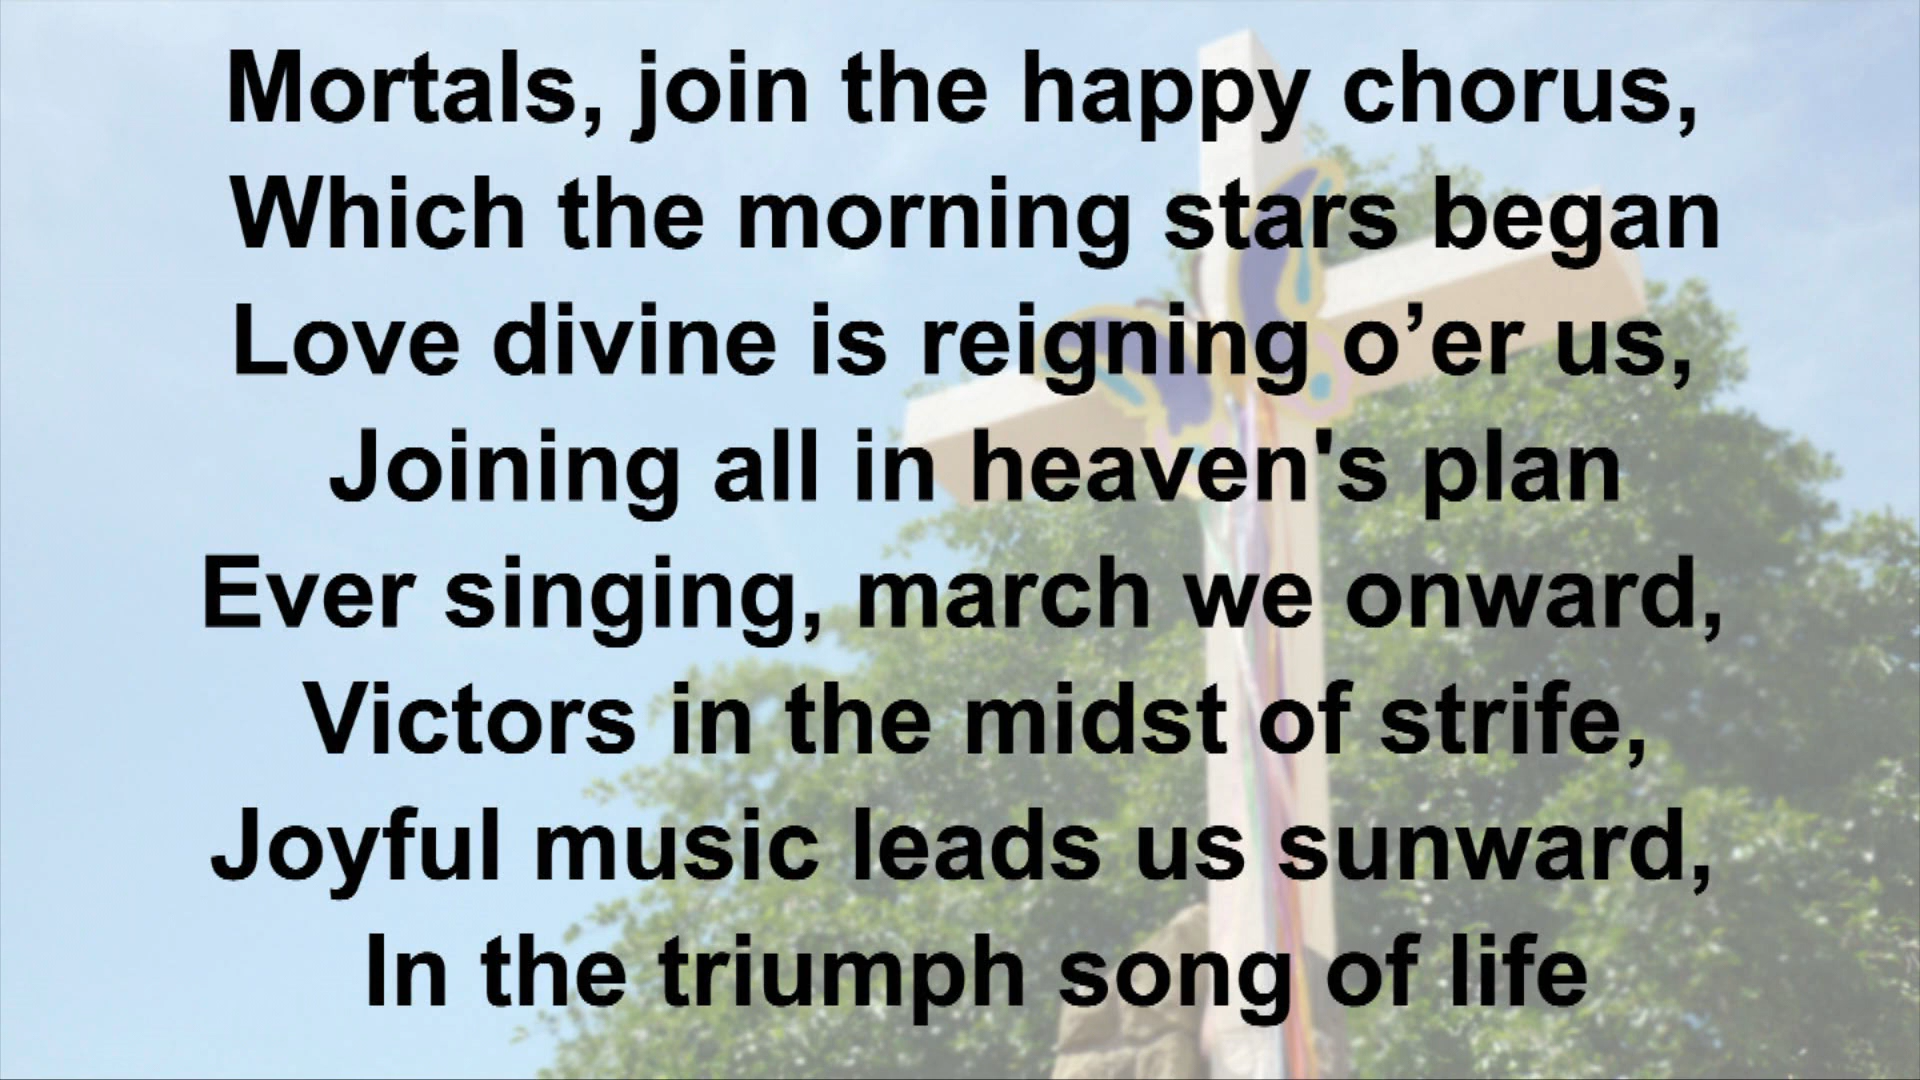 Mortals, join the happy chorus,
Which the morning stars began
Love divine is reigning o’er us,
Joining all in heaven's plan
Ever singing, march we onward,
Victors in the midst of strife,
Joyful music leads us sunward,
In the triumph song of life